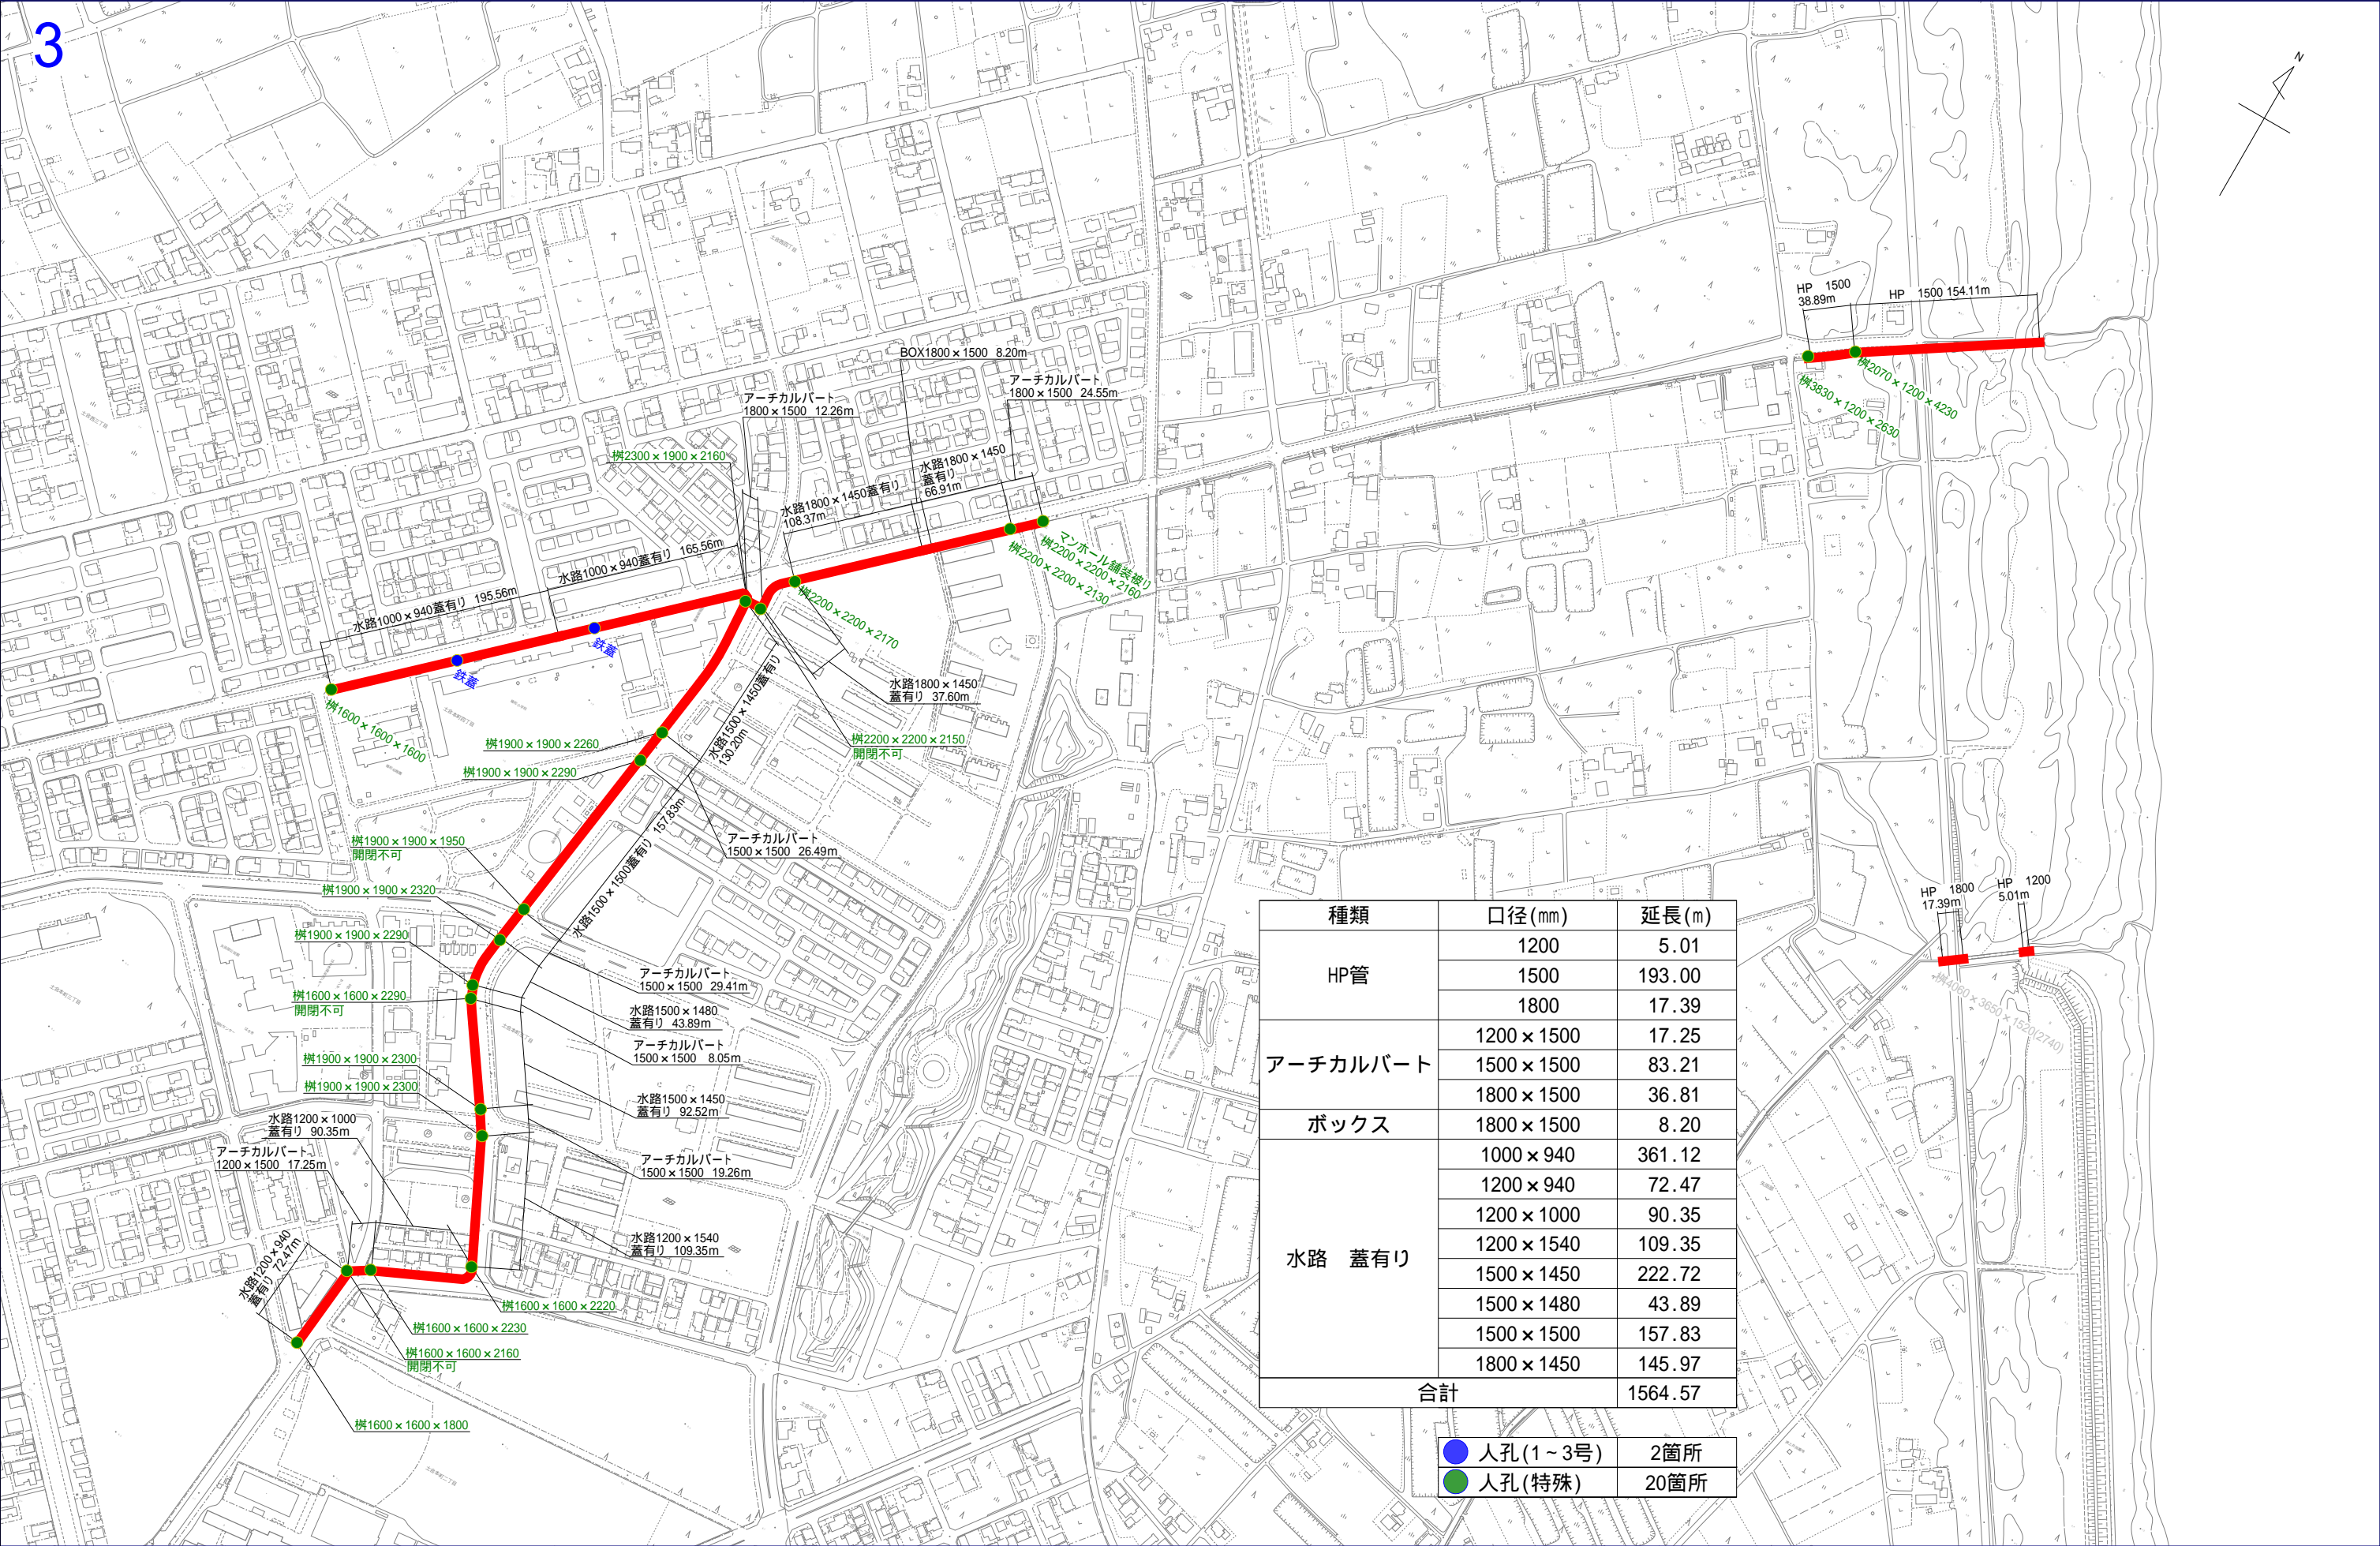 3
N
HP 1500
38.89m
HP 1500 154.11m
桝2070×1200×4230
桝3830×1200×2630
BOX1800×1500 8.20m
アーチカルバート
1800×1500 24.55m
アーチカルバート
1800×1500 12.26m
桝2300×1900×2160
水路1800×1450
蓋有り
66.91m
水路1800×1450蓋有り
108.37m
マンホール舗装被り
桝2200×2200×2160
桝2200×2200×2130
水路1000×940蓋有り 165.56m
水路1000×940蓋有り 195.56m
桝2200×2200×2170
鉄蓋
鉄蓋
桝1600×1600×1600
水路1800×1450
蓋有り 37.60m
水路1500×1450蓋有り
130.20m
桝2200×2200×2150
開閉不可
桝1900×1900×2260
桝1900×1900×2290
水路1500×1500蓋有り 157.83m
アーチカルバート
1500×1500 26.49m
桝1900×1900×1950
開閉不可
桝1900×1900×2320
桝1900×1900×2290
アーチカルバート
1500×1500 29.41m
桝1600×1600×2290
開閉不可
水路1500×1480
蓋有り 43.89m
アーチカルバート
1500×1500 8.05m
桝1900×1900×2300
桝1900×1900×2300
水路1500×1450
蓋有り 92.52m
水路1200×1000
蓋有り 90.35m
アーチカルバート
1200×1500 17.25m
アーチカルバート
1500×1500 19.26m
水路1200×1540
蓋有り 109.35m
水路1200×940
蓋有り 72.47m
桝1600×1600×2220
桝1600×1600×2230
桝1600×1600×2160
開閉不可
桝1600×1600×1800
HP 1800
17.39m
HP 1200
5.01m
桝4060×3650×1520(2740)
種類 口径(mm) 延長(m)
HP管 1200 5.01
1500 193.00
1800 17.39
アーチカルバート 1200×1500 17.25
1500×1500 83.21
1800×1500 36.81
ボックス 1800×1500 8.20
水路 蓋有り 1000×940 361.12
1200×940 72.47
1200×1000 90.35
1200×1540 109.35
1500×1450 222.72
1500×1480 43.89
1500×1500 157.83
1800×1450 145.97
合計 1564.57
人孔(1~3号) 2箇所
人孔(特殊) 20箇所